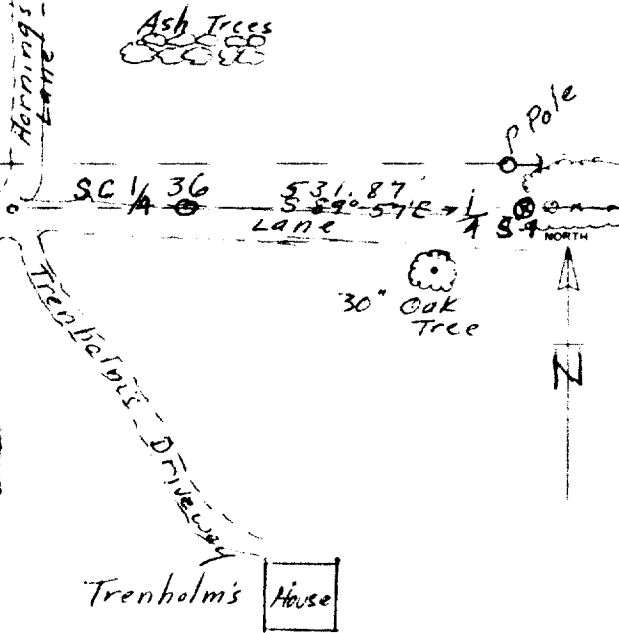 Ash Trees
Hornings
Lane
P Pole
S.C 1/4 36
531.87'
S 89° 57' E
1/4 S 1
Lane
NORTH
N
30" Oak
Tree
Trenholm's Driveway
Trenholm's
House